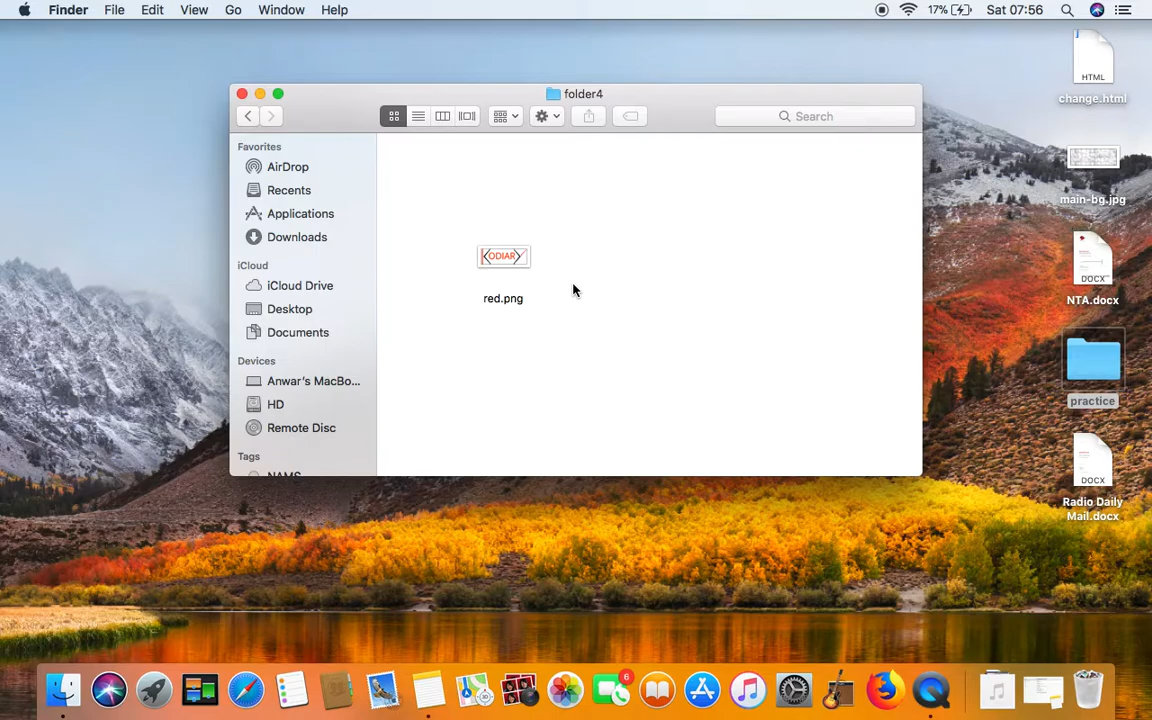 Finder File Edit View Go Window Help 17% Sat 07:56
folder4
Search
Favorites
AirDrop
Recents
Applications
Downloads
iCloud
iCloud Drive
Desktop
Documents
Devices
Anwar's MacBo...
HD
Remote Disc
Tags
NAMS
ODIAR
red.png
HTML
change.html
main-bg.jpg
DOCX
NTA.docx
practice
DOCX
Radio Daily
Mail.docx
6